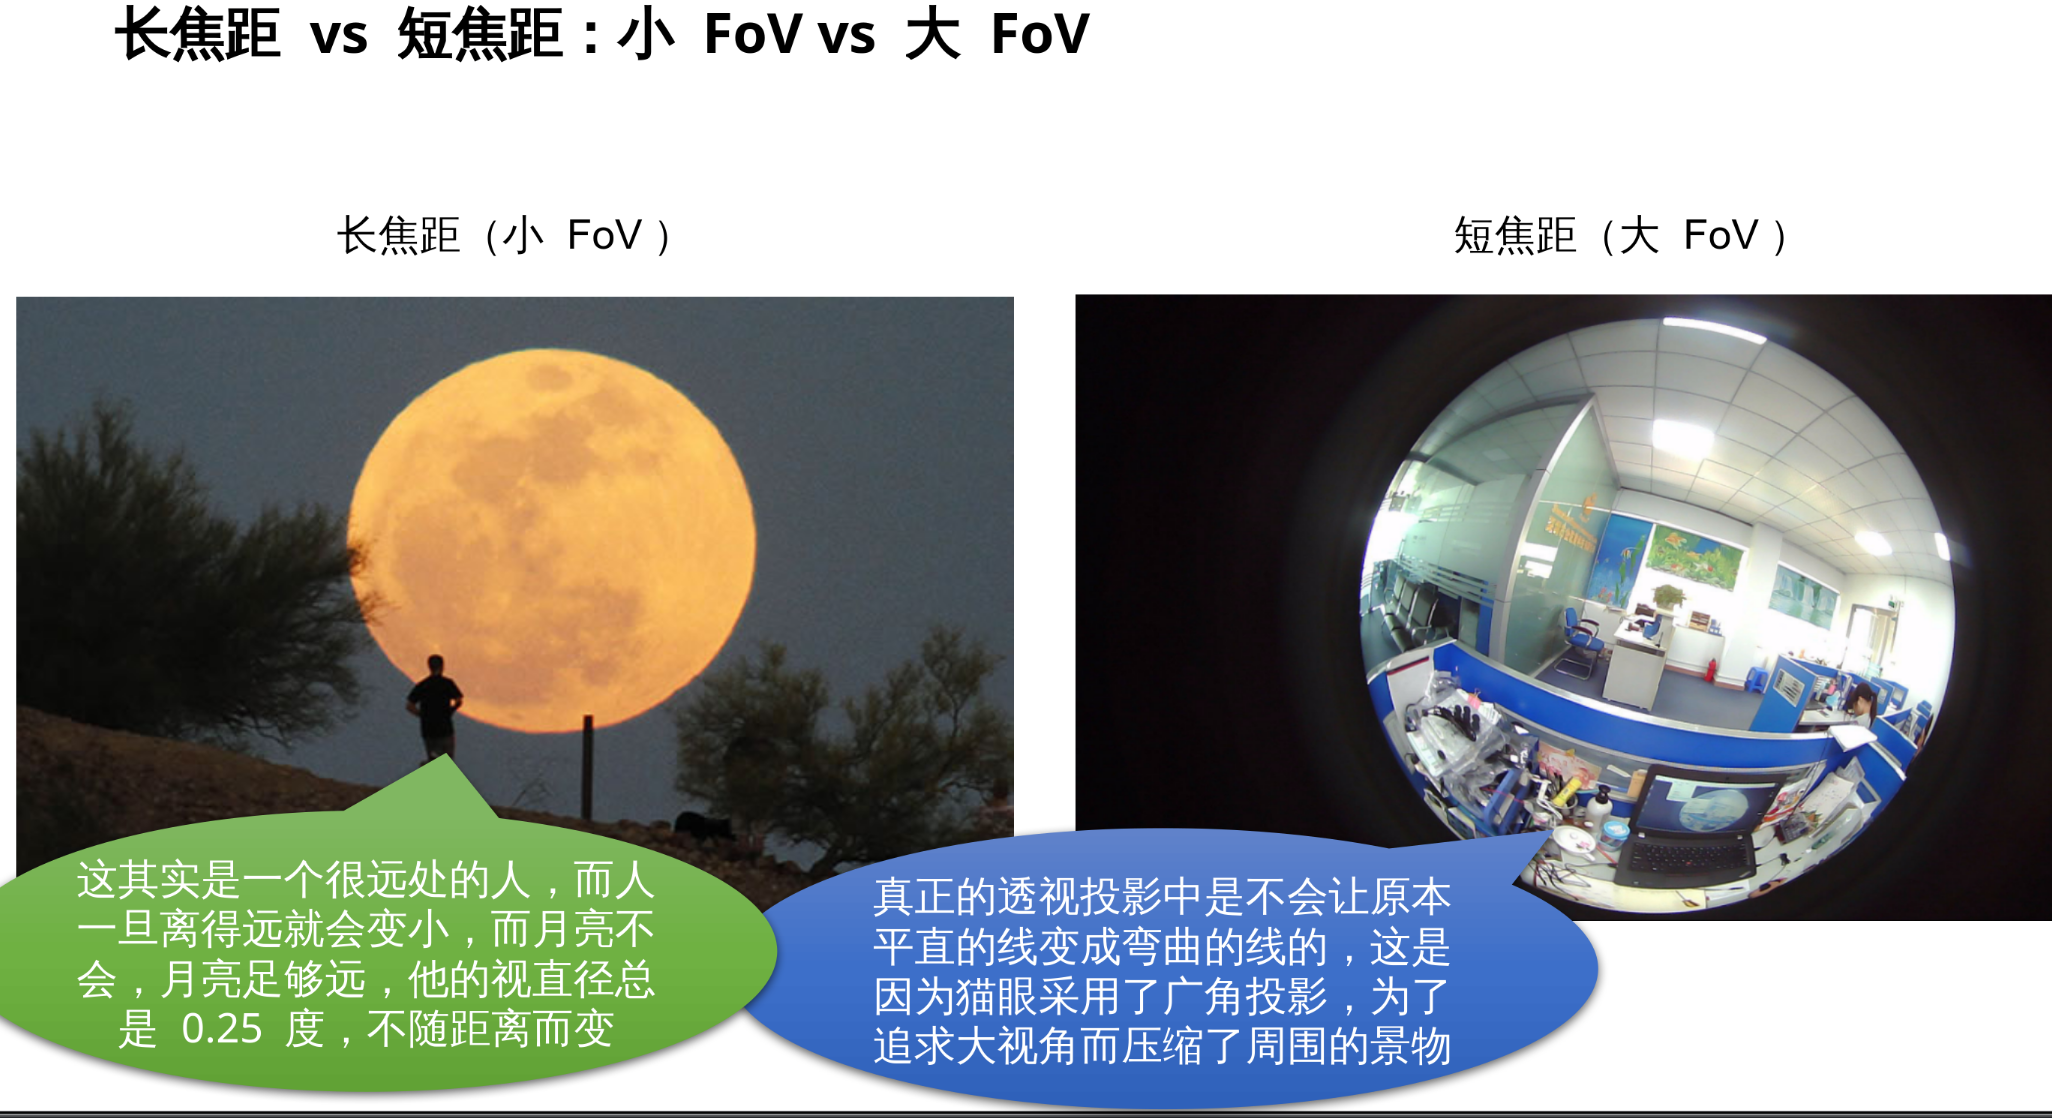 长焦距 vs 短焦距：小 FoV vs 大 FoV
长焦距（小 FoV ）
短焦距（大 FoV ）
这其实是一个很远处的人，而人
一旦离得远就会变小，而月亮不
会，月亮足够远，他的视直径总
是 0.25 度，不随距离而变
真正的透视投影中是不会让原本
平直的线变成弯曲的线的，这是
因为猫眼采用了广角投影，为了
追求大视角而压缩了周围的景物